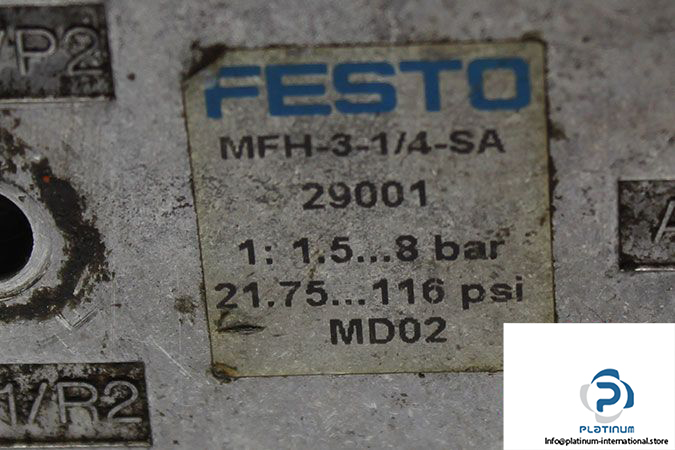 /P2
FESTO
MFH-3-1/4-SA
29001
1: 1.5...8 bar
21.75...116 psi
MD02
1/R2
PLATINUM
Info@platinum-international.store